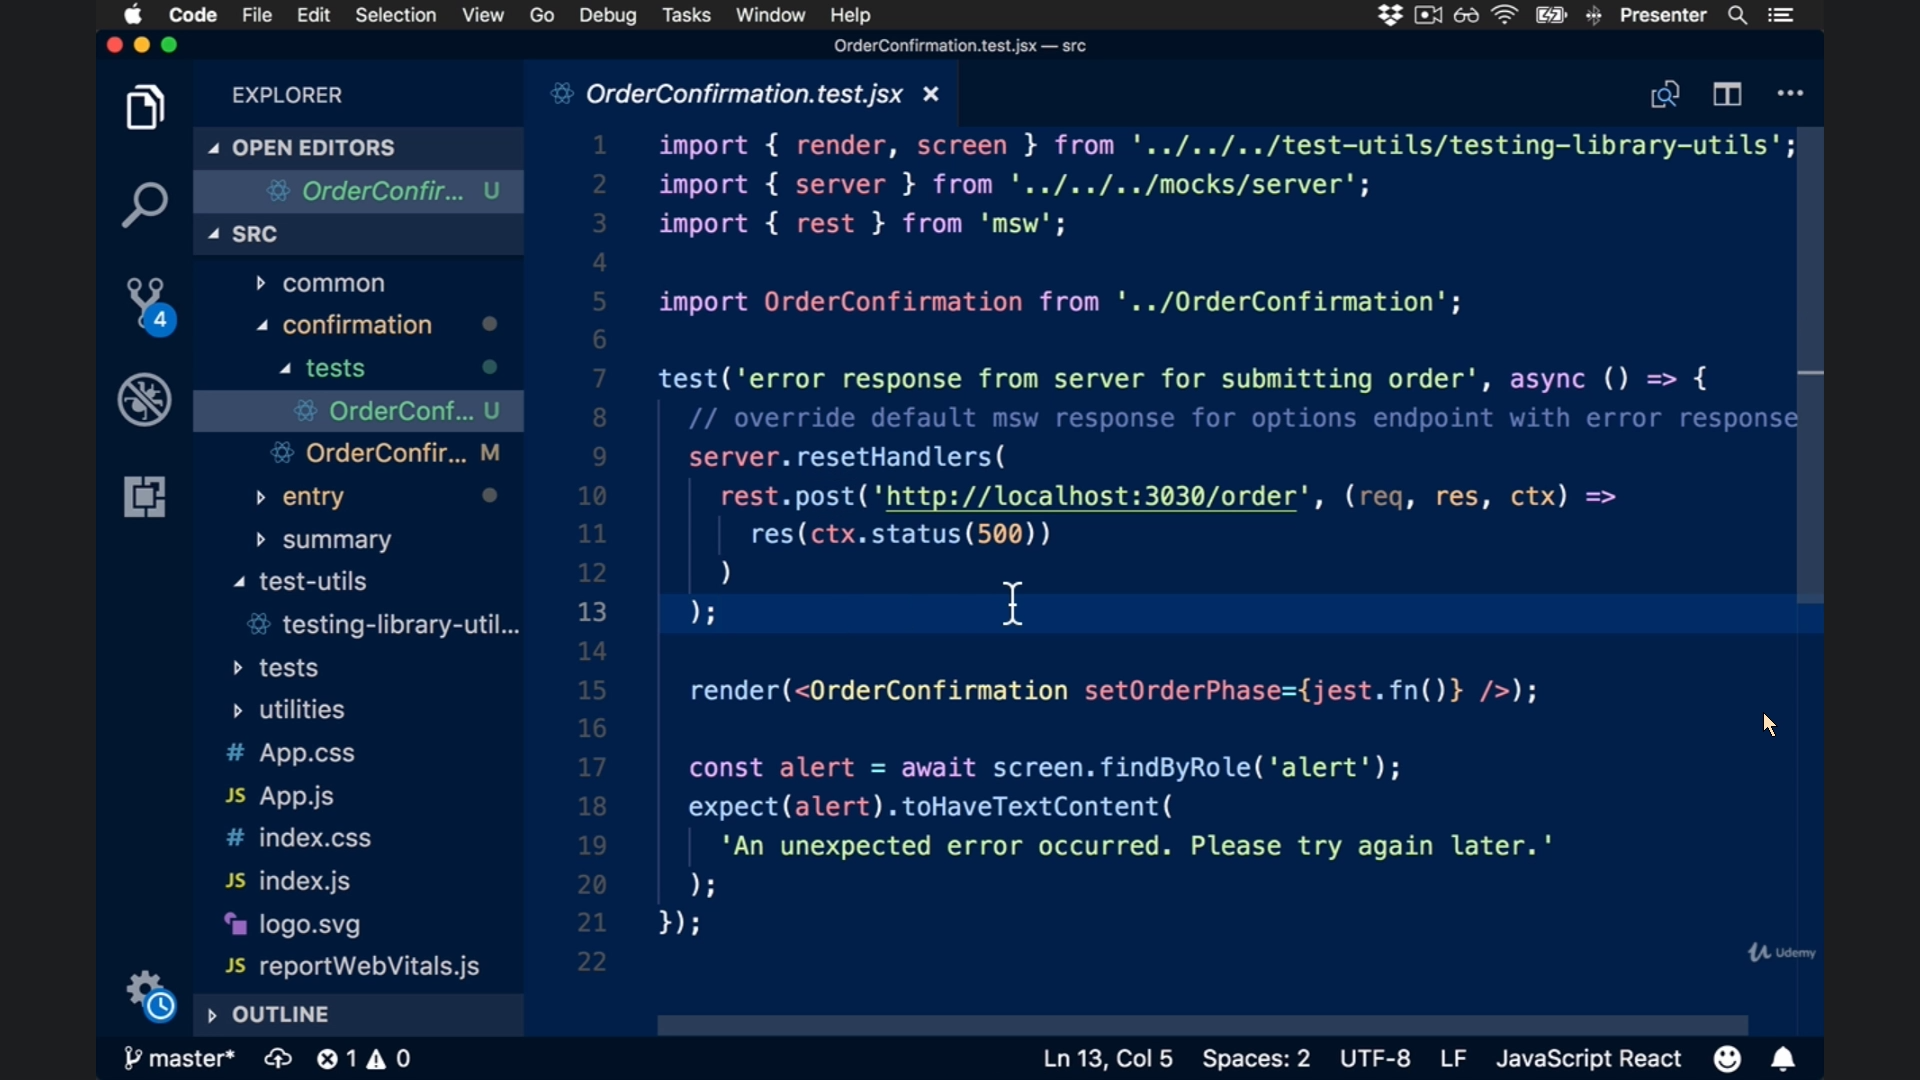 Code File Edit Selection View Go Debug Tasks Window Help Presenter
OrderConfirmation.test.jsx — src
EXPLORER
OPEN EDITORS
OrderConfir... U
SRC
common
confirmation
tests
OrderConf... U
OrderConfir... M
entry
summary
test-utils
testing-library-util...
tests
utilities
# App.css
JS App.js
# index.css
JS index.js
logo.svg
JS reportWebVitals.js
OUTLINE
4
OrderConfirmation.test.jsx ×
1 import { render, screen } from '../../../test-utils/testing-library-utils';
2 import { server } from '../../../mocks/server';
3 import { rest } from 'msw';
4
5 import OrderConfirmation from '../OrderConfirmation';
6
7 test('error response from server for submitting order', async () => {
8 // override default msw response for options endpoint with error response
9 server.resetHandlers(
10 rest.post('http://localhost:3030/order', (req, res, ctx) =>
11 res(ctx.status(500))
12 )
13 );
14
15 render(<OrderConfirmation setOrderPhase={jest.fn()} />);
16
17 const alert = await screen.findByRole('alert');
18 expect(alert).toHaveTextContent(
19 'An unexpected error occurred. Please try again later.'
20 );
21 });
22
Udemy
master* 1 0 Ln 13, Col 5 Spaces: 2 UTF-8 LF JavaScript React